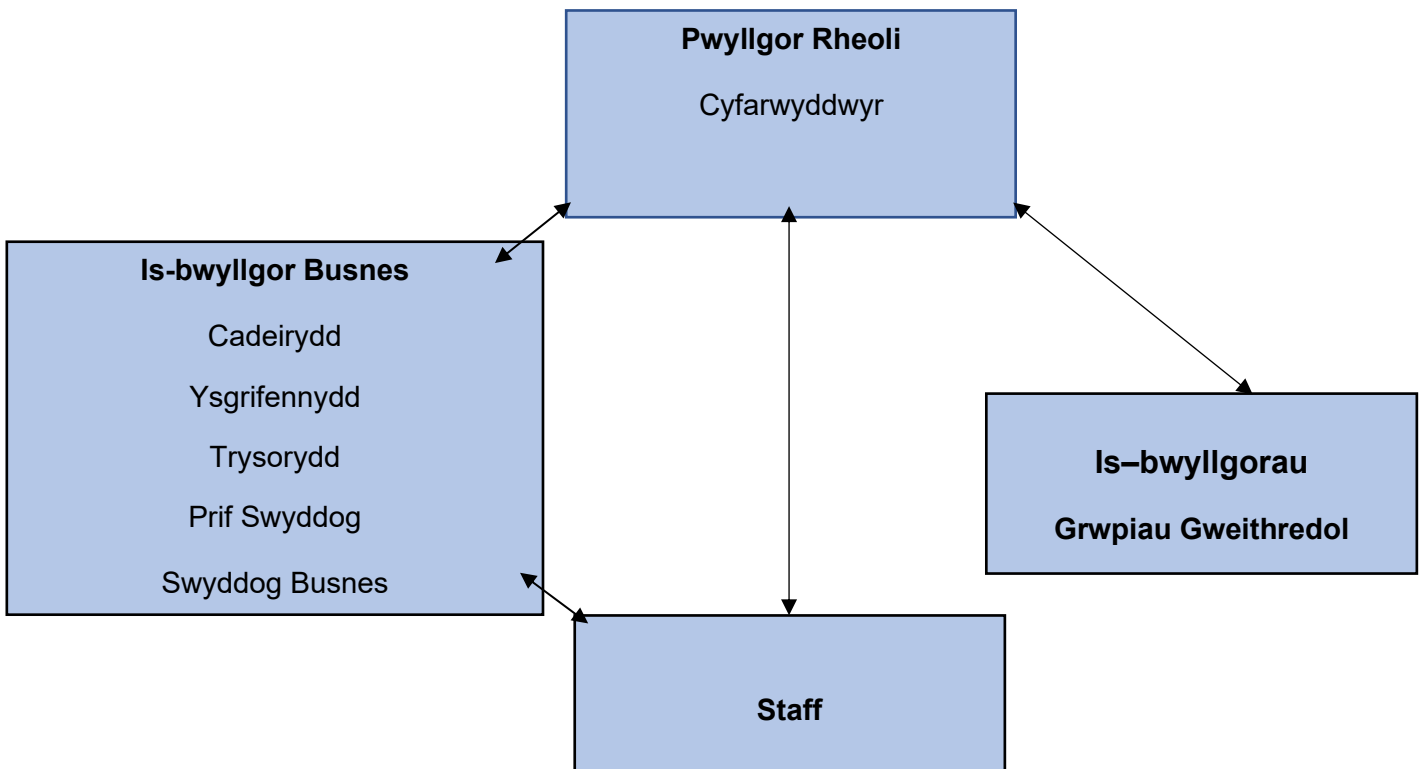 Pwyllgor Rheoli
Cyfarwyddwyr
Is-bwyllgor Busnes
Cadeirydd
Ysgrifennydd
Trysorydd
Prif Swyddog
Swyddog Busnes
Is–bwyllgorau
Grwpiau Gweithredol
Staff